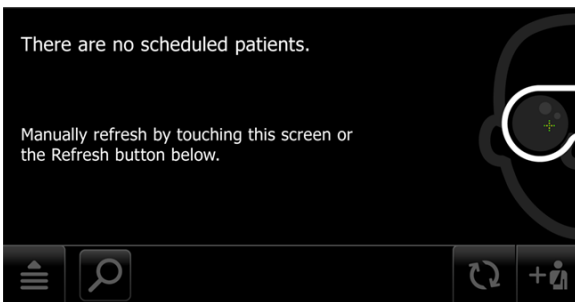 There are no scheduled patients.
Manually refresh by touching this screen or
the Refresh button below.